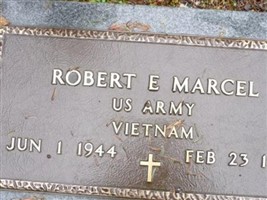 ROBERT E MARCEL
US ARMY
VIETNAM
JUN 1 1944 FEB 23